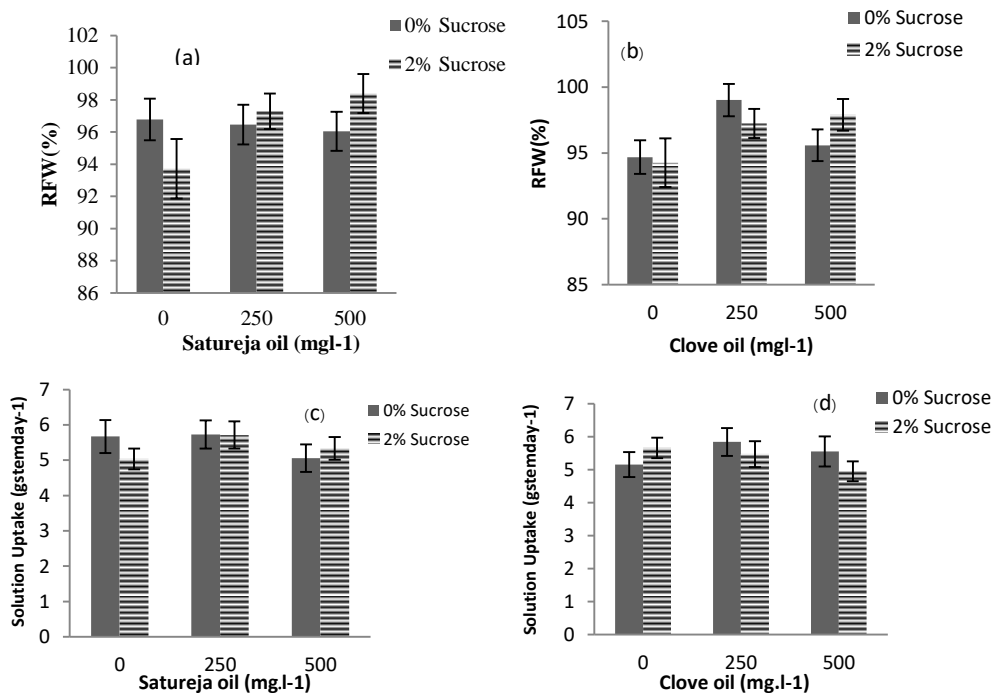 (a)
0% Sucrose
2% Sucrose
RFW(%)
102
100
98
96
94
92
90
88
86
0 250 500
Satureja oil (mgl-1)
(b)
0% Sucrose
2% Sucrose
RFW(%)
105
100
95
90
85
0 250 500
Clove oil (mgl-1)
(c)
0% Sucrose
2% Sucrose
Solution Uptake (gstemday-1)
7
6
5
4
3
2
1
0
0 250 500
Satureja oil (mg.l-1)
(d)
0% Sucrose
2% Sucrose
Solution Uptake (gstemday-1)
7
6
5
4
3
2
1
0
0 250 500
Clove oil (mg.l-1)